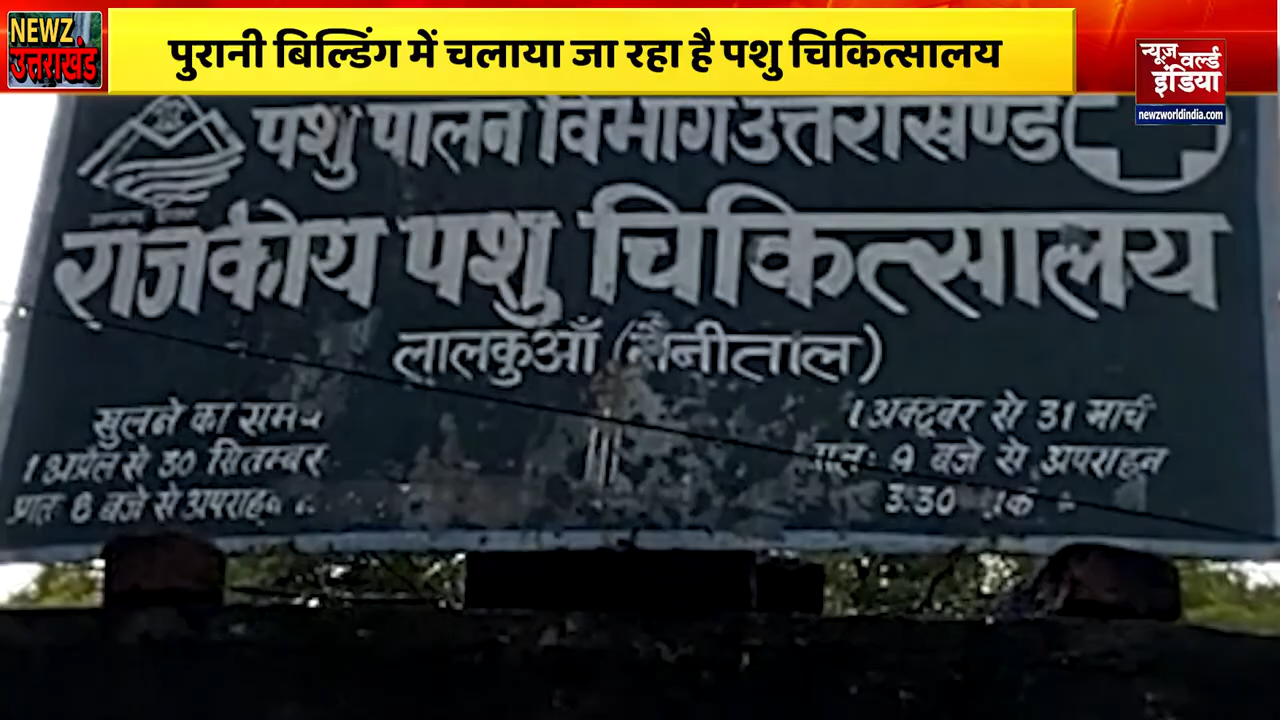 NEWZ
उत्तराखंड
पुरानी बिल्डिंग में चलाया जा रहा है पशु चिकित्सालय
न्यूज़ वर्ल्ड
इंडिया
newzworldindia.com
पशु पालन विभाग उत्तराखण्ड
राजकीय पशु चिकित्सालय
लालकुआँ (नैनीताल)
खुलने का समय
1 अप्रैल से 30 सितम्बर
प्रातः 8 बजे से अपराह्न
1 अक्टूबर से 31 मार्च
प्रातः 9 बजे से अपराहन
3:30